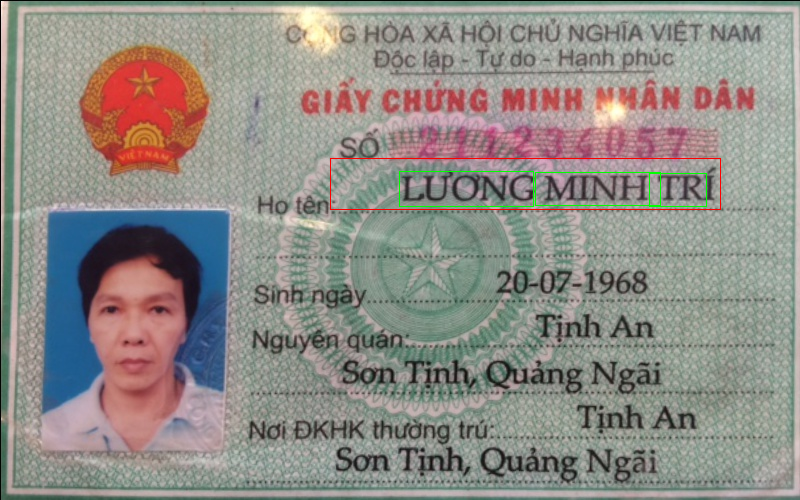 CỘNG HÒA XÃ HỘI CHỦ NGHĨA VIỆT NAM
Độc lập - Tự do - Hạnh phúc
GIẤY CHỨNG MINH NHÂN DÂN
SỐ 234057
VIỆT NAM
Họ tên LƯƠNG MINH TRÍ
Sinh ngày 20-07-1968
Nguyên quán: Tịnh An
Sơn Tịnh, Quảng Ngãi
Nơi ĐKHK thường trú: Tịnh An
Sơn Tịnh, Quảng Ngãi